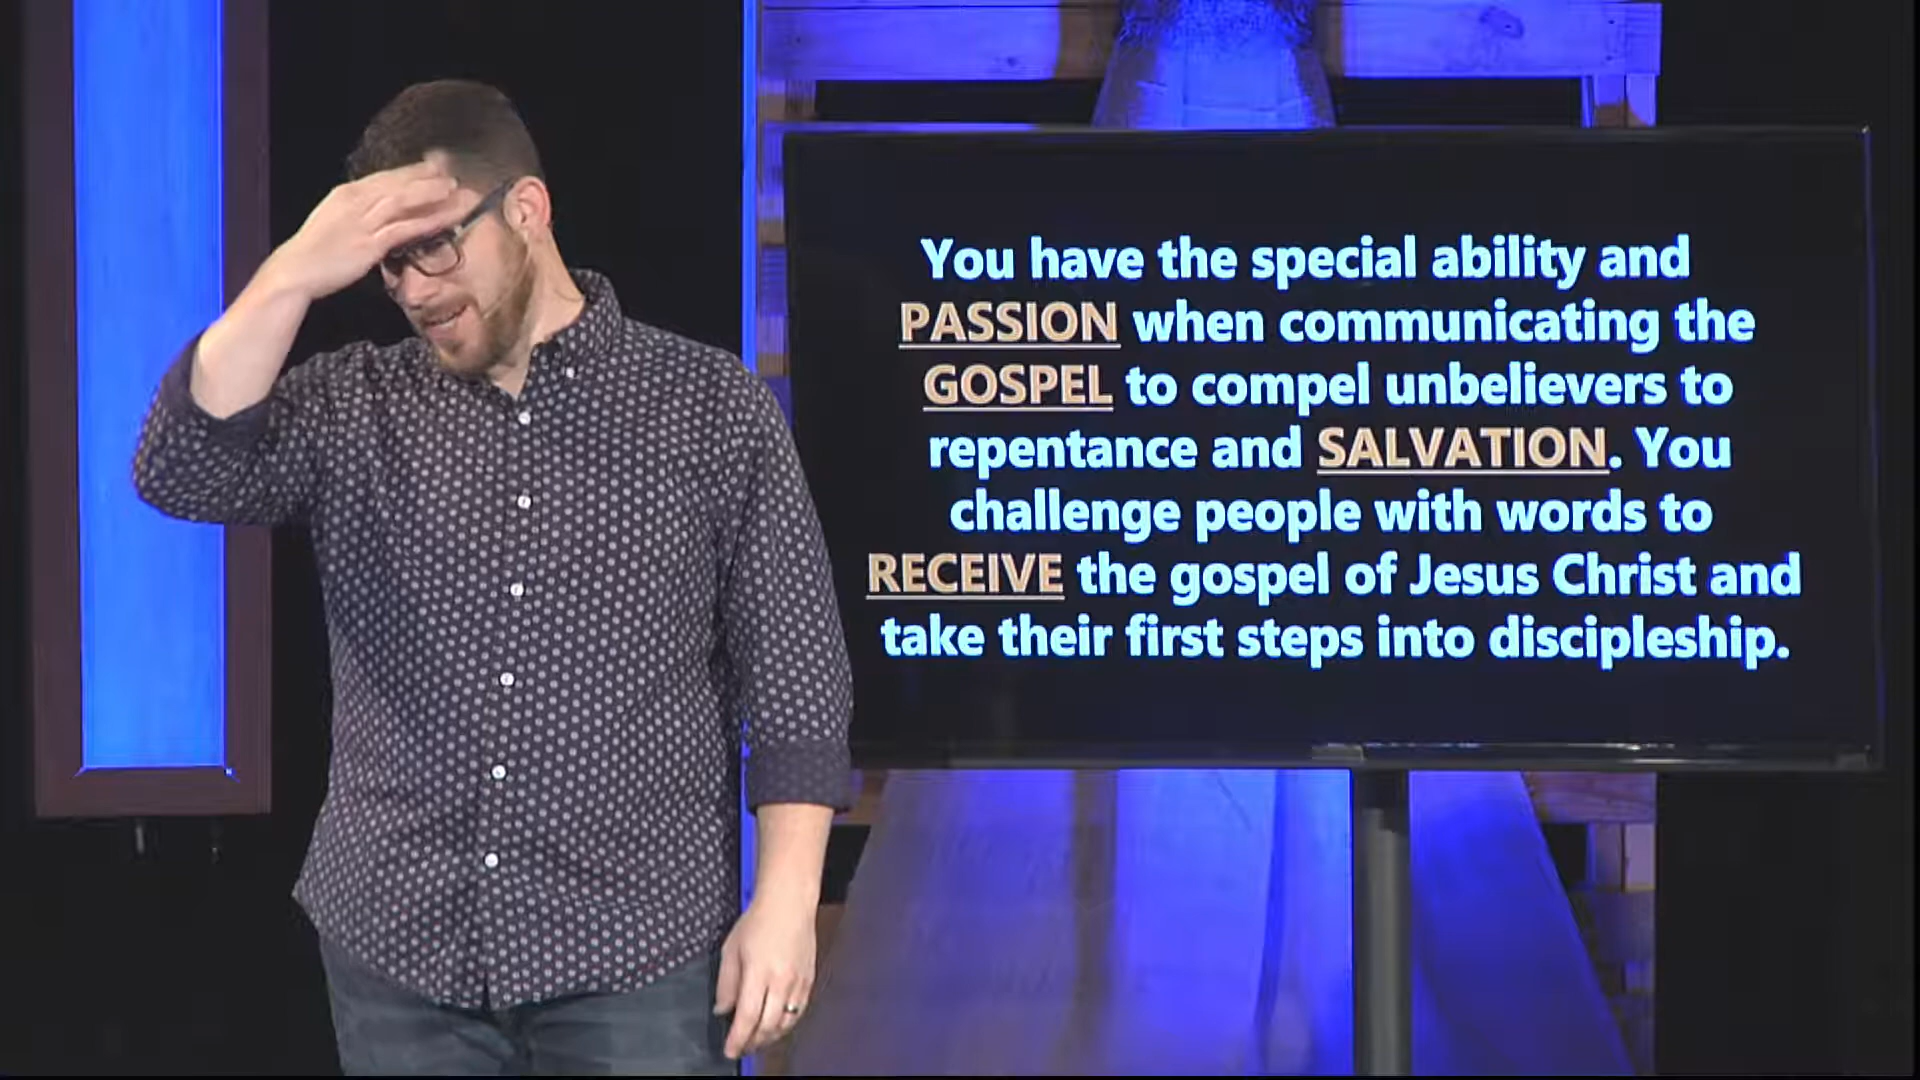 You have the special ability and
PASSION when communicating the
GOSPEL to compel unbelievers to
repentance and SALVATION. You
challenge people with words to
RECEIVE the gospel of Jesus Christ and
take their first steps into discipleship.